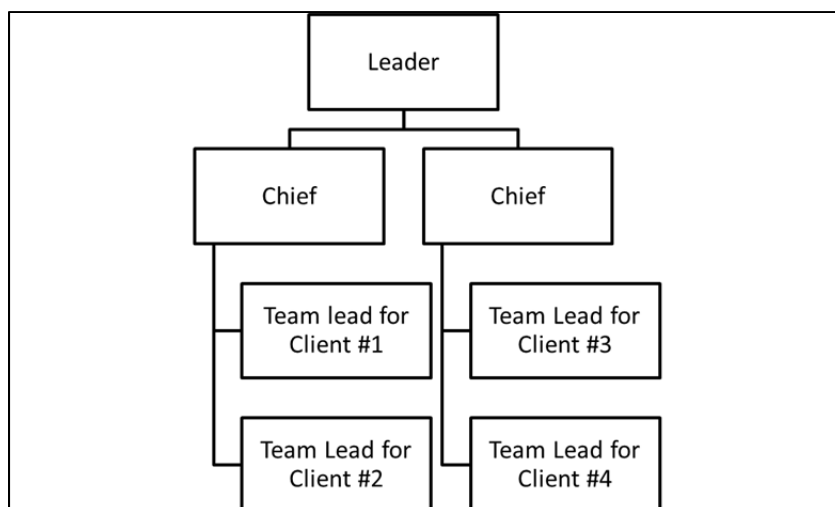 Leader
Chief
Chief
Team lead for
Client #1
Team Lead for
Client #3
Team Lead for
Client #2
Team Lead for
Client #4